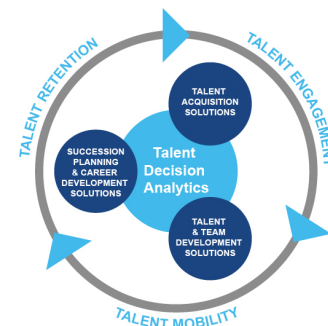 TALENT RETENTION
TALENT ENGAGEMENT
TALENT
ACQUISITION
SOLUTIONS
SUCCESSION
PLANNING
& CAREER
DEVELOPMENT
SOLUTIONS
Talent
Decision
Analytics
TALENT
& TEAM
DEVELOPMENT
SOLUTIONS
TALENT MOBILITY